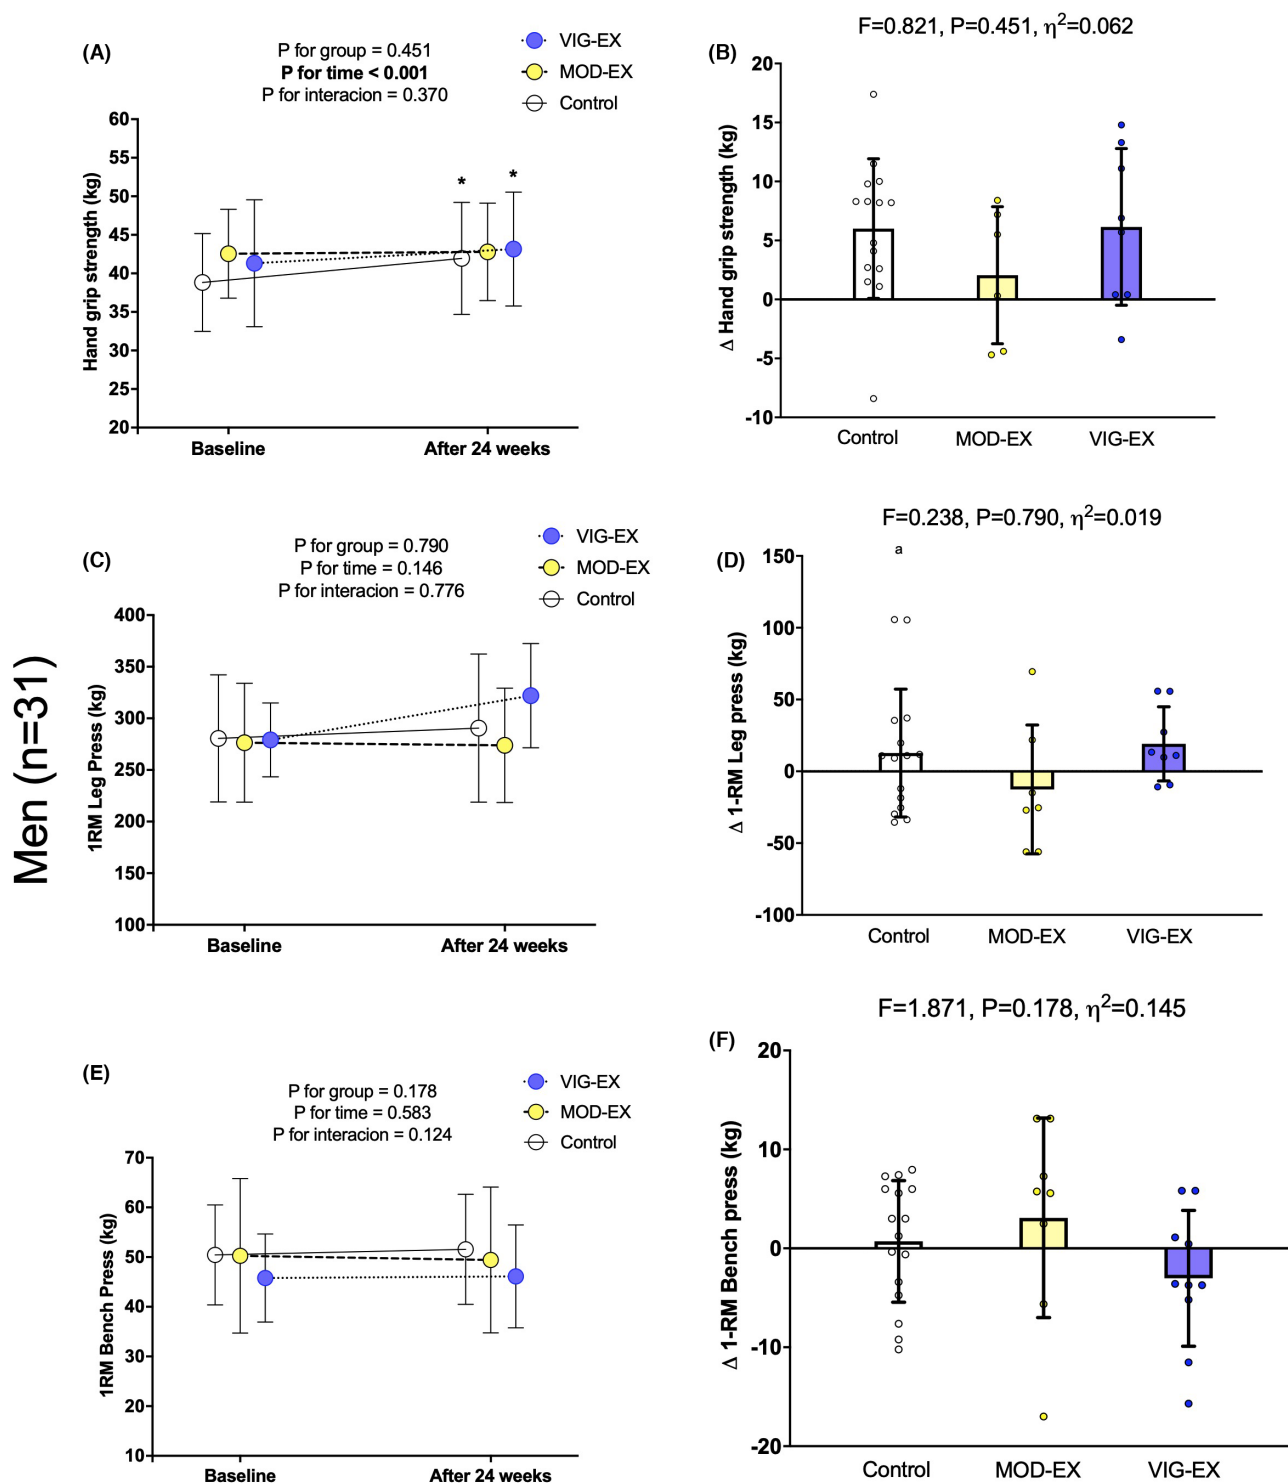 Men (n=31)
(A)
P for group = 0.451
P for time < 0.001
P for interacion = 0.370
VIG-EX
MOD-EX
Control
Hand grip strength (kg)
60
55
50
45
40
35
30
25
20
* *
Baseline After 24 weeks
(B)
F=0.821, P=0.451, η²=0.062
Δ Hand grip strength (kg)
20
15
10
5
0
-5
-10
Control MOD-EX VIG-EX
(C)
P for group = 0.790
P for time = 0.146
P for interacion = 0.776
VIG-EX
MOD-EX
Control
1RM Leg Press (kg)
400
350
300
250
200
150
100
Baseline After 24 weeks
(D)
F=0.238, P=0.790, η²=0.019
a
Δ 1-RM Leg press (kg)
150
100
50
0
-50
-100
Control MOD-EX VIG-EX
(E)
P for group = 0.178
P for time = 0.583
P for interacion = 0.124
VIG-EX
MOD-EX
Control
1RM Bench Press (kg)
70
60
50
40
30
20
10
Baseline After 24 weeks
(F)
F=1.871, P=0.178, η²=0.145
Δ 1-RM Bench press (kg)
20
10
0
-10
-20
Control MOD-EX VIG-EX